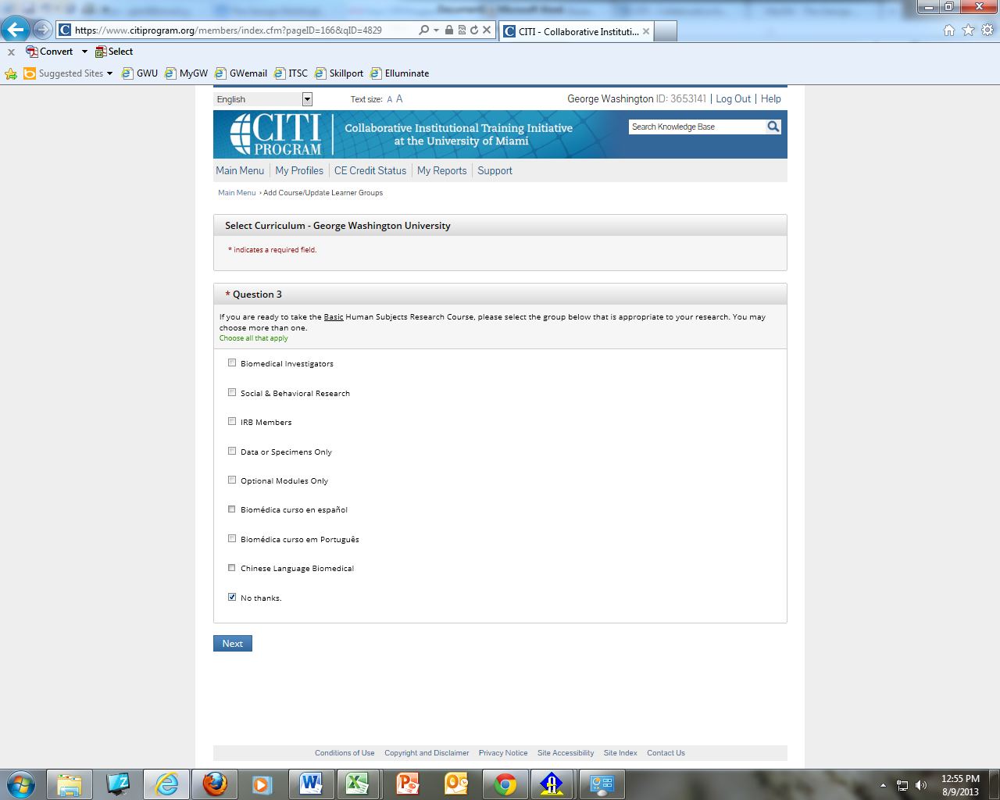 https://www.citiprogram.org/members/index.cfm?pageID=166&qID=4829
CITI - Collaborative Instituti...
x Convert Select
Suggested Sites GWU MyGW GWemail ITSC Skillport Elluminate
English Text size: A A George Washington ID: 3653141 | Log Out | Help
CITI PROGRAM
Collaborative Institutional Training Initiative
at the University of Miami
Search Knowledge Base
Main Menu My Profiles CE Credit Status My Reports Support
Main Menu › Add Course/Update Learner Groups
Select Curriculum - George Washington University
* indicates a required field.
* Question 3
If you are ready to take the Basic Human Subjects Research Course, please select the group below that is appropriate to your research. You may
choose more than one.
Choose all that apply
Biomedical Investigators
Social & Behavioral Research
IRB Members
Data or Specimens Only
Optional Modules Only
Biomédica curso en español
Biomédica curso em Português
Chinese Language Biomedical
No thanks.
Next
Conditions of Use Copyright and Disclaimer Privacy Notice Site Accessibility Site Index Contact Us
12:55 PM
8/9/2013